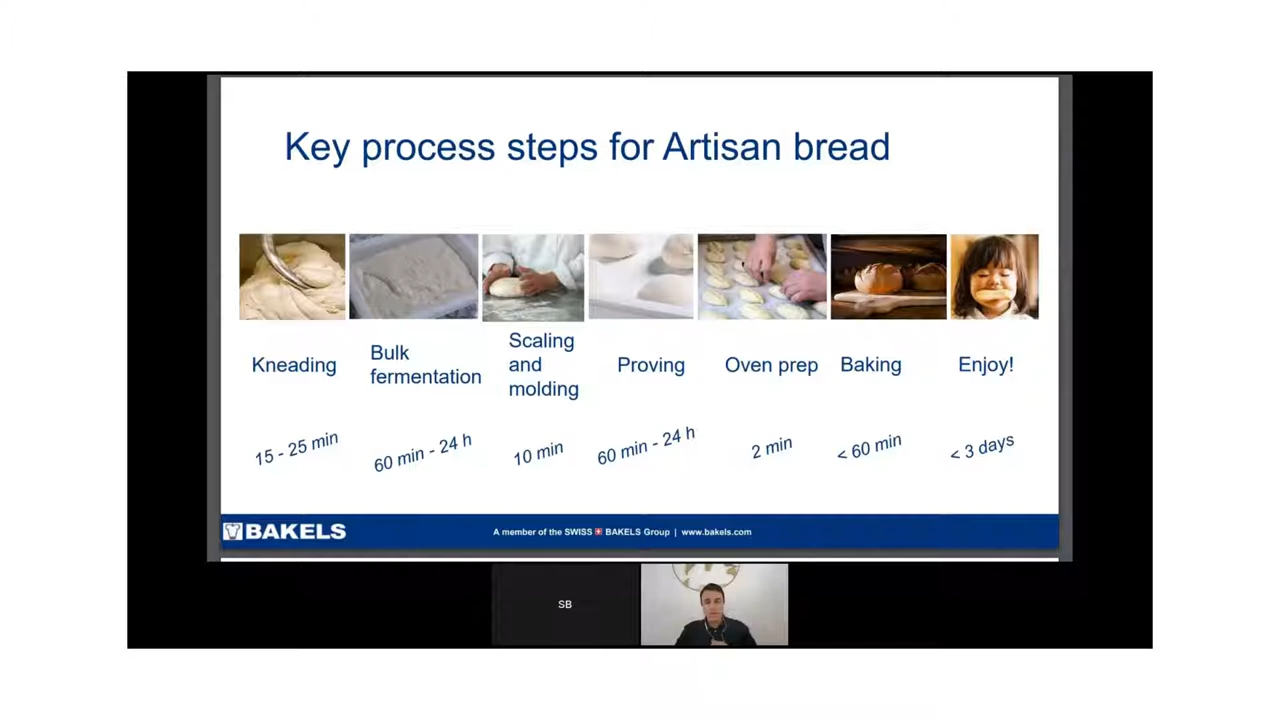 Key process steps for Artisan bread
Kneading
Bulk
fermentation
Scaling
and
molding
Proving
Oven prep
Baking
Enjoy!
15 - 25 min
60 min - 24 h
10 min
60 min - 24 h
2 min
< 60 min
< 3 days
BAKELS
A member of the SWISS BAKELS Group | www.bakels.com
SB